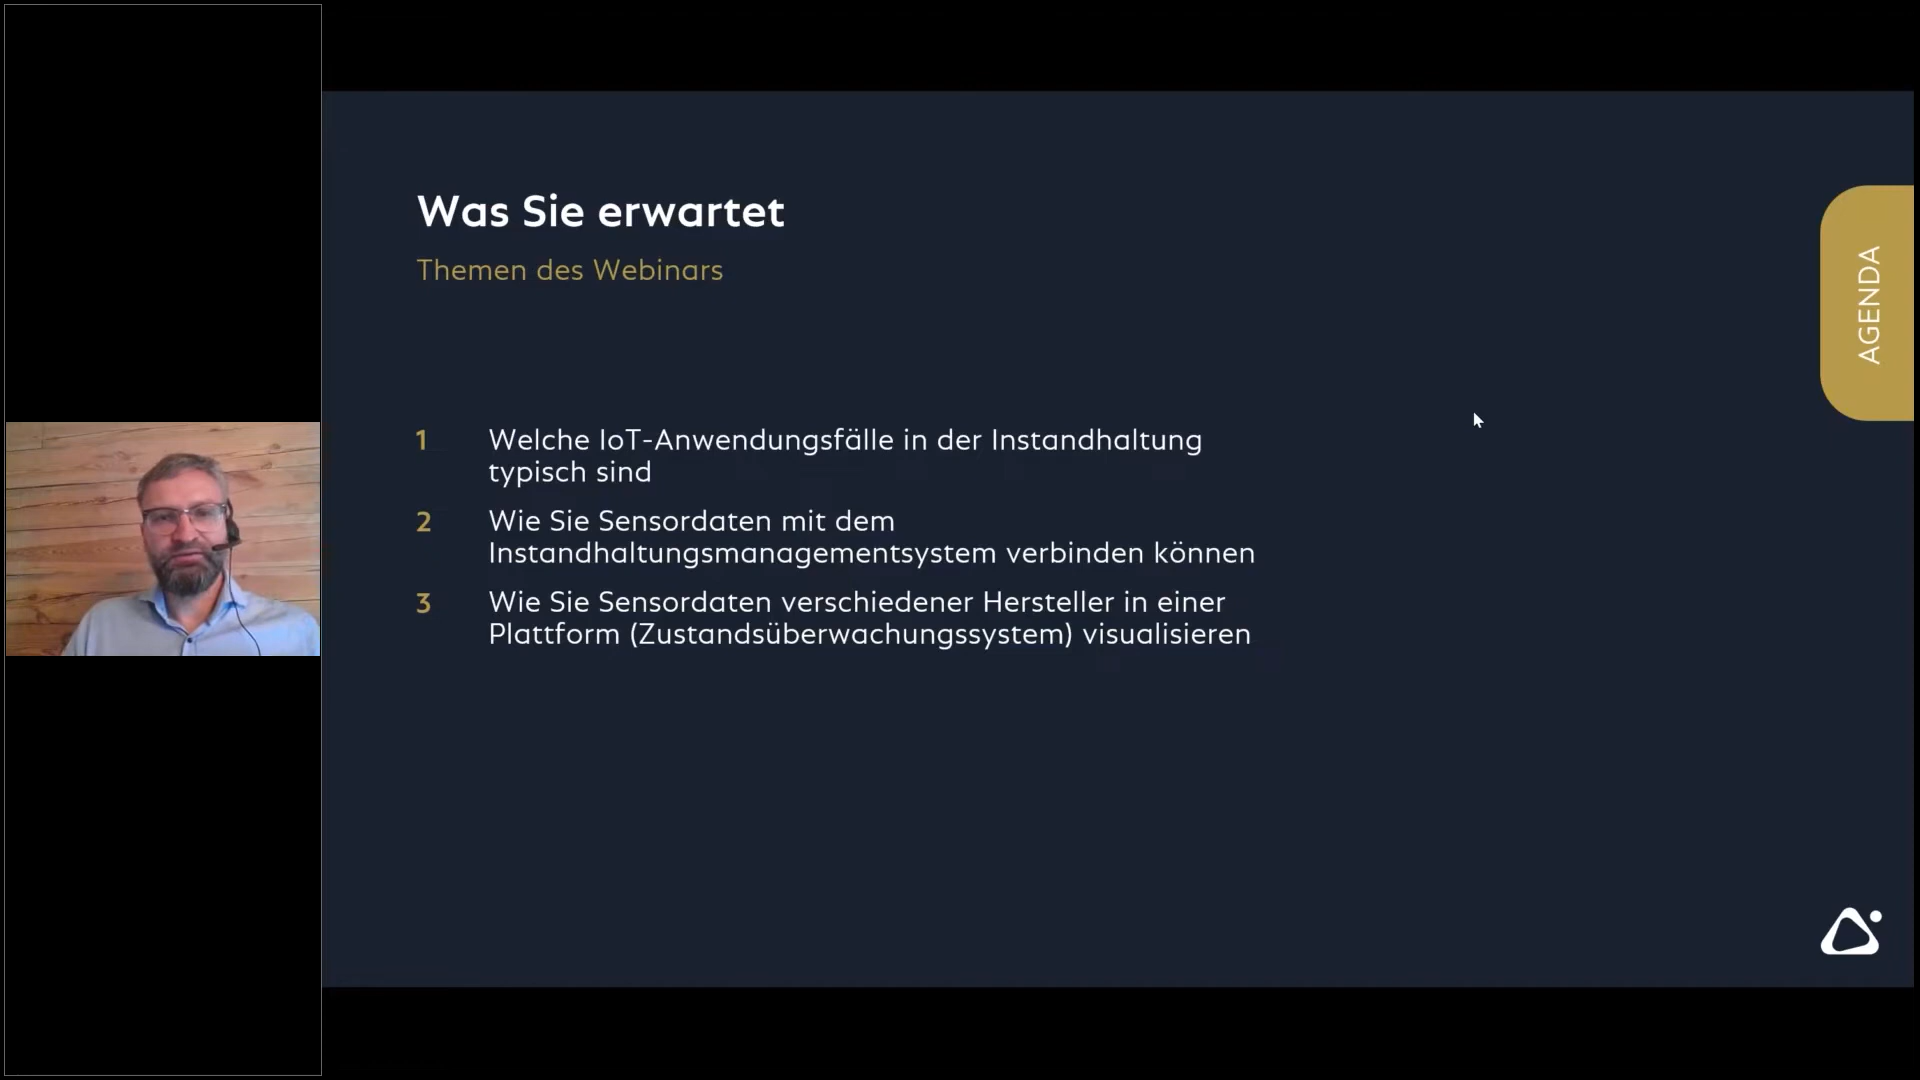 Was Sie erwartet
Themen des Webinars
AGENDA
1 Welche IoT-Anwendungsfälle in der Instandhaltung
typisch sind
2 Wie Sie Sensordaten mit dem
Instandhaltungsmanagementsystem verbinden können
3 Wie Sie Sensordaten verschiedener Hersteller in einer
Plattform (Zustandsüberwachungssystem) visualisieren